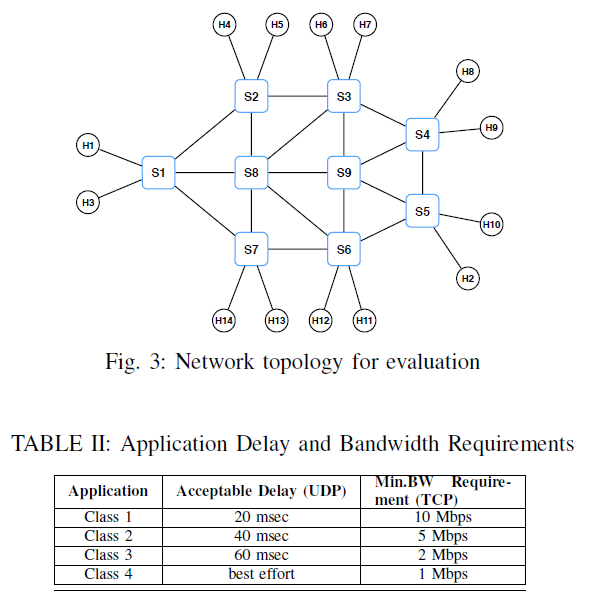 H4 H5 H6 H7
H8
S2 S3
H9
S4
H1
S1 S8 S9
H3
S5
H10
S7 S6
H2
H14 H13 H12 H11
Fig. 3: Network topology for evaluation
TABLE II: Application Delay and Bandwidth Requirements
Application Acceptable Delay (UDP) Min.BW Require-
ment (TCP)
Class 1 20 msec 10 Mbps
Class 2 40 msec 5 Mbps
Class 3 60 msec 2 Mbps
Class 4 best effort 1 Mbps